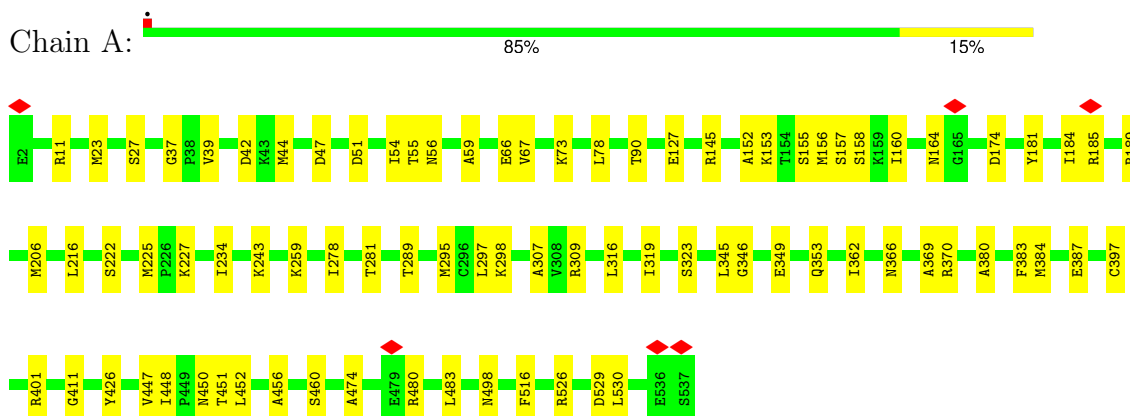 Chain A:
85%
15%
E2 R11 M23 S27 G37 P38 V39 D42 K43 M44 D47 D51 I54 T55 N56 A59 E66 V67 K73 L78 T90 E127 R145 A152 K153 T154 S155 M156 S157 S158 K159 I160 N164 G165 D174 Y181 I184 R185
M206 L216 S222 M225 P226 K227 I234 K243 K259 I278 T281 T289 M295 C296 L297 K298 A307 V308 R309 L316 I319 S323 L345 G346 E349 Q353 I362 N366 A369 R370 A380 F383 M384 E387 C397
R401 G411 Y426 V447 I448 P449 N450 T451 L452 A456 S460 A474 E479 R480 L483 N498 F516 R526 D529 L530 E536 S537